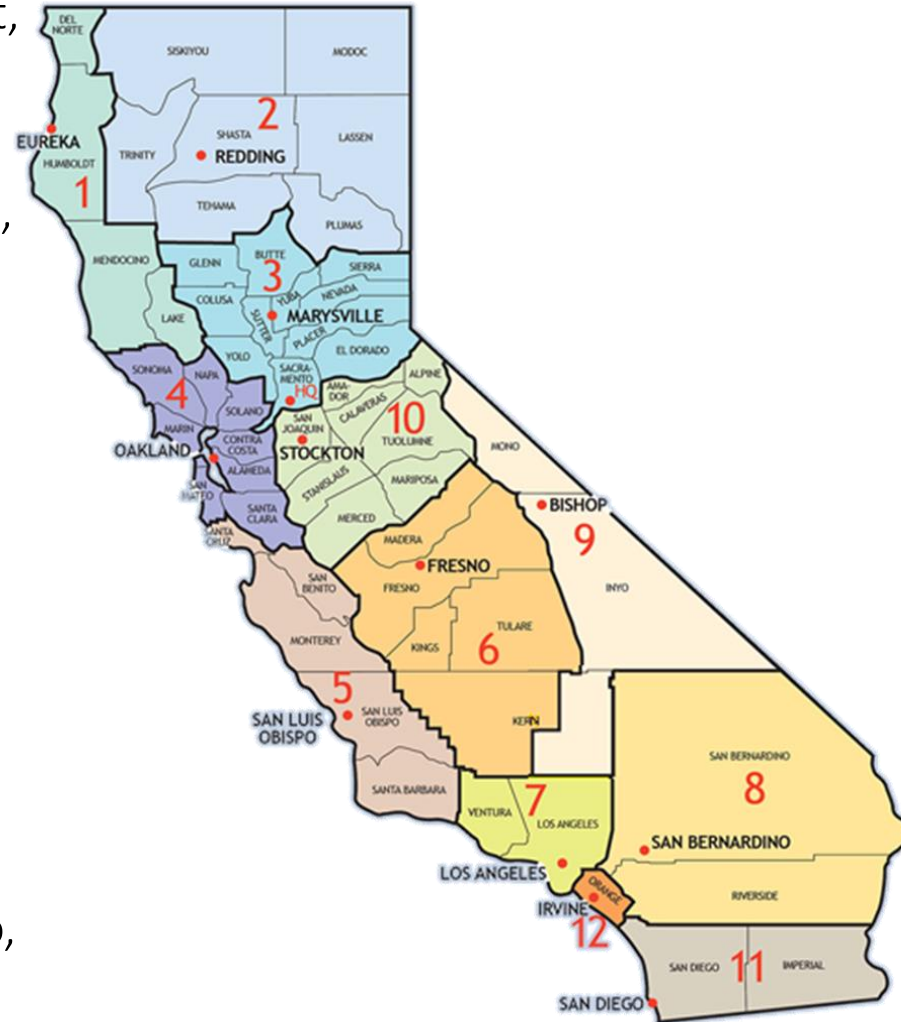 t,
DEL
NORTE
SISKIYOU
MODOC
2
SHASTA
LASSEN
EUREKA
TRINITY
REDDING
HUMBOLDT
1
TEHAMA
,
PLUMAS
MENDOCINO
GLENN
BUTTE
SIERRA
3
COLUSA
YUBA
NEVADA
LAKE
SUTTER
MARYSVILLE
PLACER
YOLO
EL DORADO
SONOMA
NAPA
SACRA-
MENTO
ALPINE
4
HQ
AMA-
DOR
SOLANO
CALAVERAS
10
MARIN
SAN
JOAQUIN
TUOLUMNE
CONTRA
COSTA
MONO
OAKLAND
STOCKTON
ALAMEDA
STANISLAUS
MARIPOSA
SAN
MATEO
BISHOP
SANTA
CLARA
MERCED
9
SANTA
CRUZ
MADERA
FRESNO
SAN
BENITO
FRESNO
INYO
TULARE
MONTEREY
KINGS
6
5
SAN LUIS
OBISPO
SAN LUIS
OBISPO
KERN
SAN BERNARDINO
SANTA BARBARA
7
8
VENTURA
LOS ANGELES
SAN BERNARDINO
LOS ANGELES
ORANGE
RIVERSIDE
IRVINE
12
),
SAN DIEGO
11
IMPERIAL
SAN DIEGO